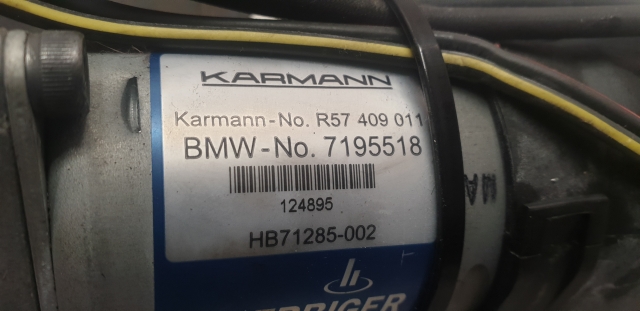 KARMANN
Karmann-No. R57 409 011
BMW-No. 7195518
124895
HB71285-002